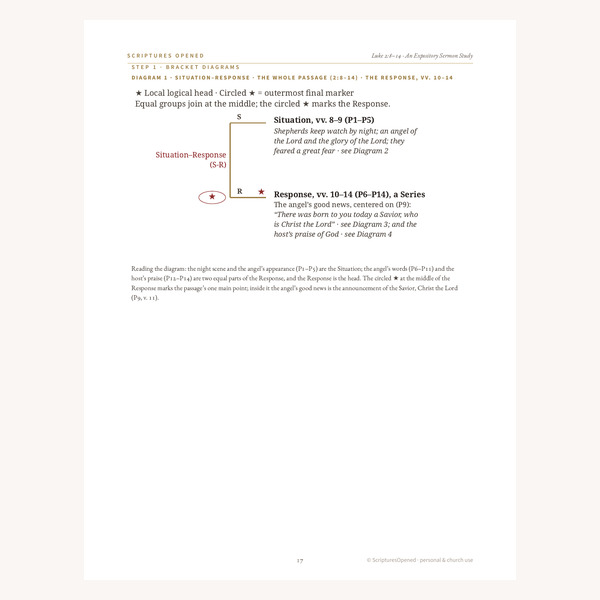 SCRIPTURES OPENED
Luke 2:8–14 · An Expository Sermon Study
STEP 1 · BRACKET DIAGRAMS
DIAGRAM 1 · SITUATION–RESPONSE · THE WHOLE PASSAGE (2:8–14) · THE RESPONSE, VV. 10–14
★ Local logical head · Circled ★ = outermost final marker
Equal groups join at the middle; the circled ★ marks the Response.
S
Situation, vv. 8–9 (P1–P5)
Shepherds keep watch by night; an angel of
the Lord and the glory of the Lord; they
feared a great fear · see Diagram 2
Situation–Response
(S-R)
★
R ★
Response, vv. 10–14 (P6–P14), a Series
The angel's good news, centered on (P9):
“There was born to you today a Savior, who
is Christ the Lord” · see Diagram 3; and the
host's praise of God · see Diagram 4
Reading the diagram: the night scene and the angel's appearance (P1–P5) are the Situation; the angel's words (P6–P11) and the
host's praise (P12–P14) are two equal parts of the Response, and the Response is the head. The circled ★ at the middle of the
Response marks the passage's one main point; inside it the angel's good news is the announcement of the Savior, Christ the Lord
(P9, v. 11).
17
© ScripturesOpened · personal & church use